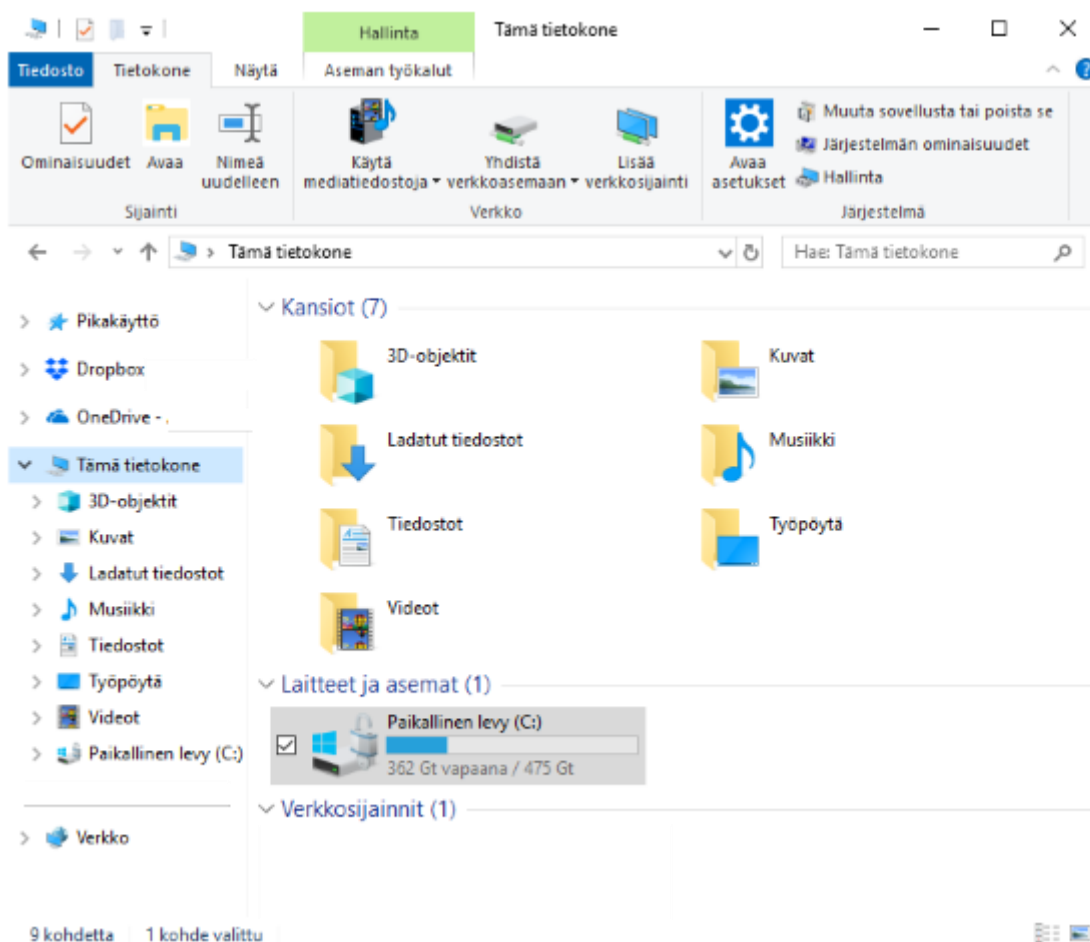 Hallinta
Tämä tietokone
Tiedosto
Tietokone
Näytä
Aseman työkalut
Ominaisuudet
Avaa
Nimeä
uudelleen
Sijainti
Käytä
mediatiedostoja
Yhdistä
verkkoasemaan
Lisää
verkkosijainti
Verkko
Avaa
asetukset
Muuta sovellusta tai poista se
Järjestelmän ominaisuudet
Hallinta
Järjestelmä
Tämä tietokone
Hae: Tämä tietokone
Pikakäyttö
Dropbox
OneDrive -
Tämä tietokone
3D-objektit
Kuvat
Ladatut tiedostot
Musiikki
Tiedostot
Työpöytä
Videot
Paikallinen levy (C:)
Verkko
Kansiot (7)
3D-objektit
Kuvat
Ladatut tiedostot
Musiikki
Tiedostot
Työpöytä
Videot
Laitteet ja asemat (1)
Paikallinen levy (C:)
362 Gt vapaana / 475 Gt
Verkkosijainnit (1)
9 kohdetta
1 kohde valittu